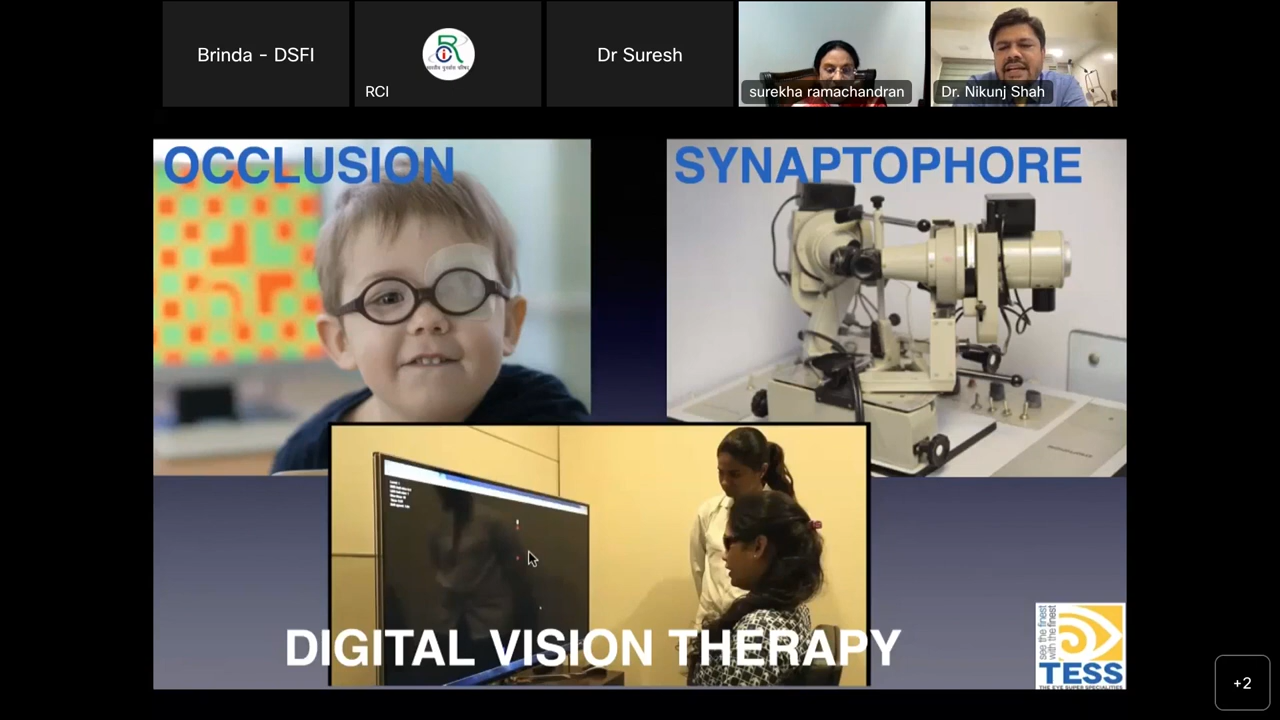 Brinda - DSFI
RCI
Dr Suresh
surekha ramachandran
Dr. Nikunj Shah
OCCLUSION
SYNAPTOPHORE
DIGITAL VISION THERAPY
see the finest
with the finest
TESS
THE EYE SUPER SPECIALITIES
+2